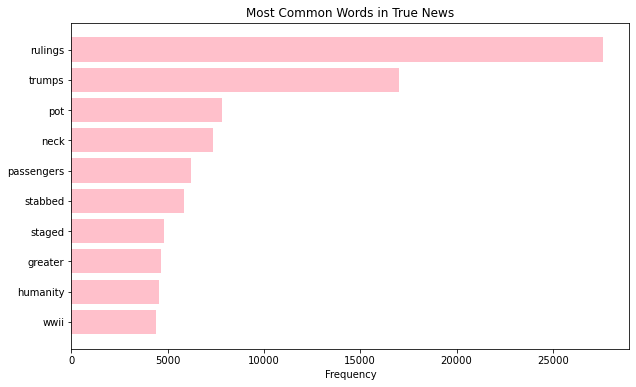 Most Common Words in True News
rulings
trumps
pot
neck
passengers
stabbed
staged
greater
humanity
wwii
0 5000 10000 15000 20000 25000
Frequency